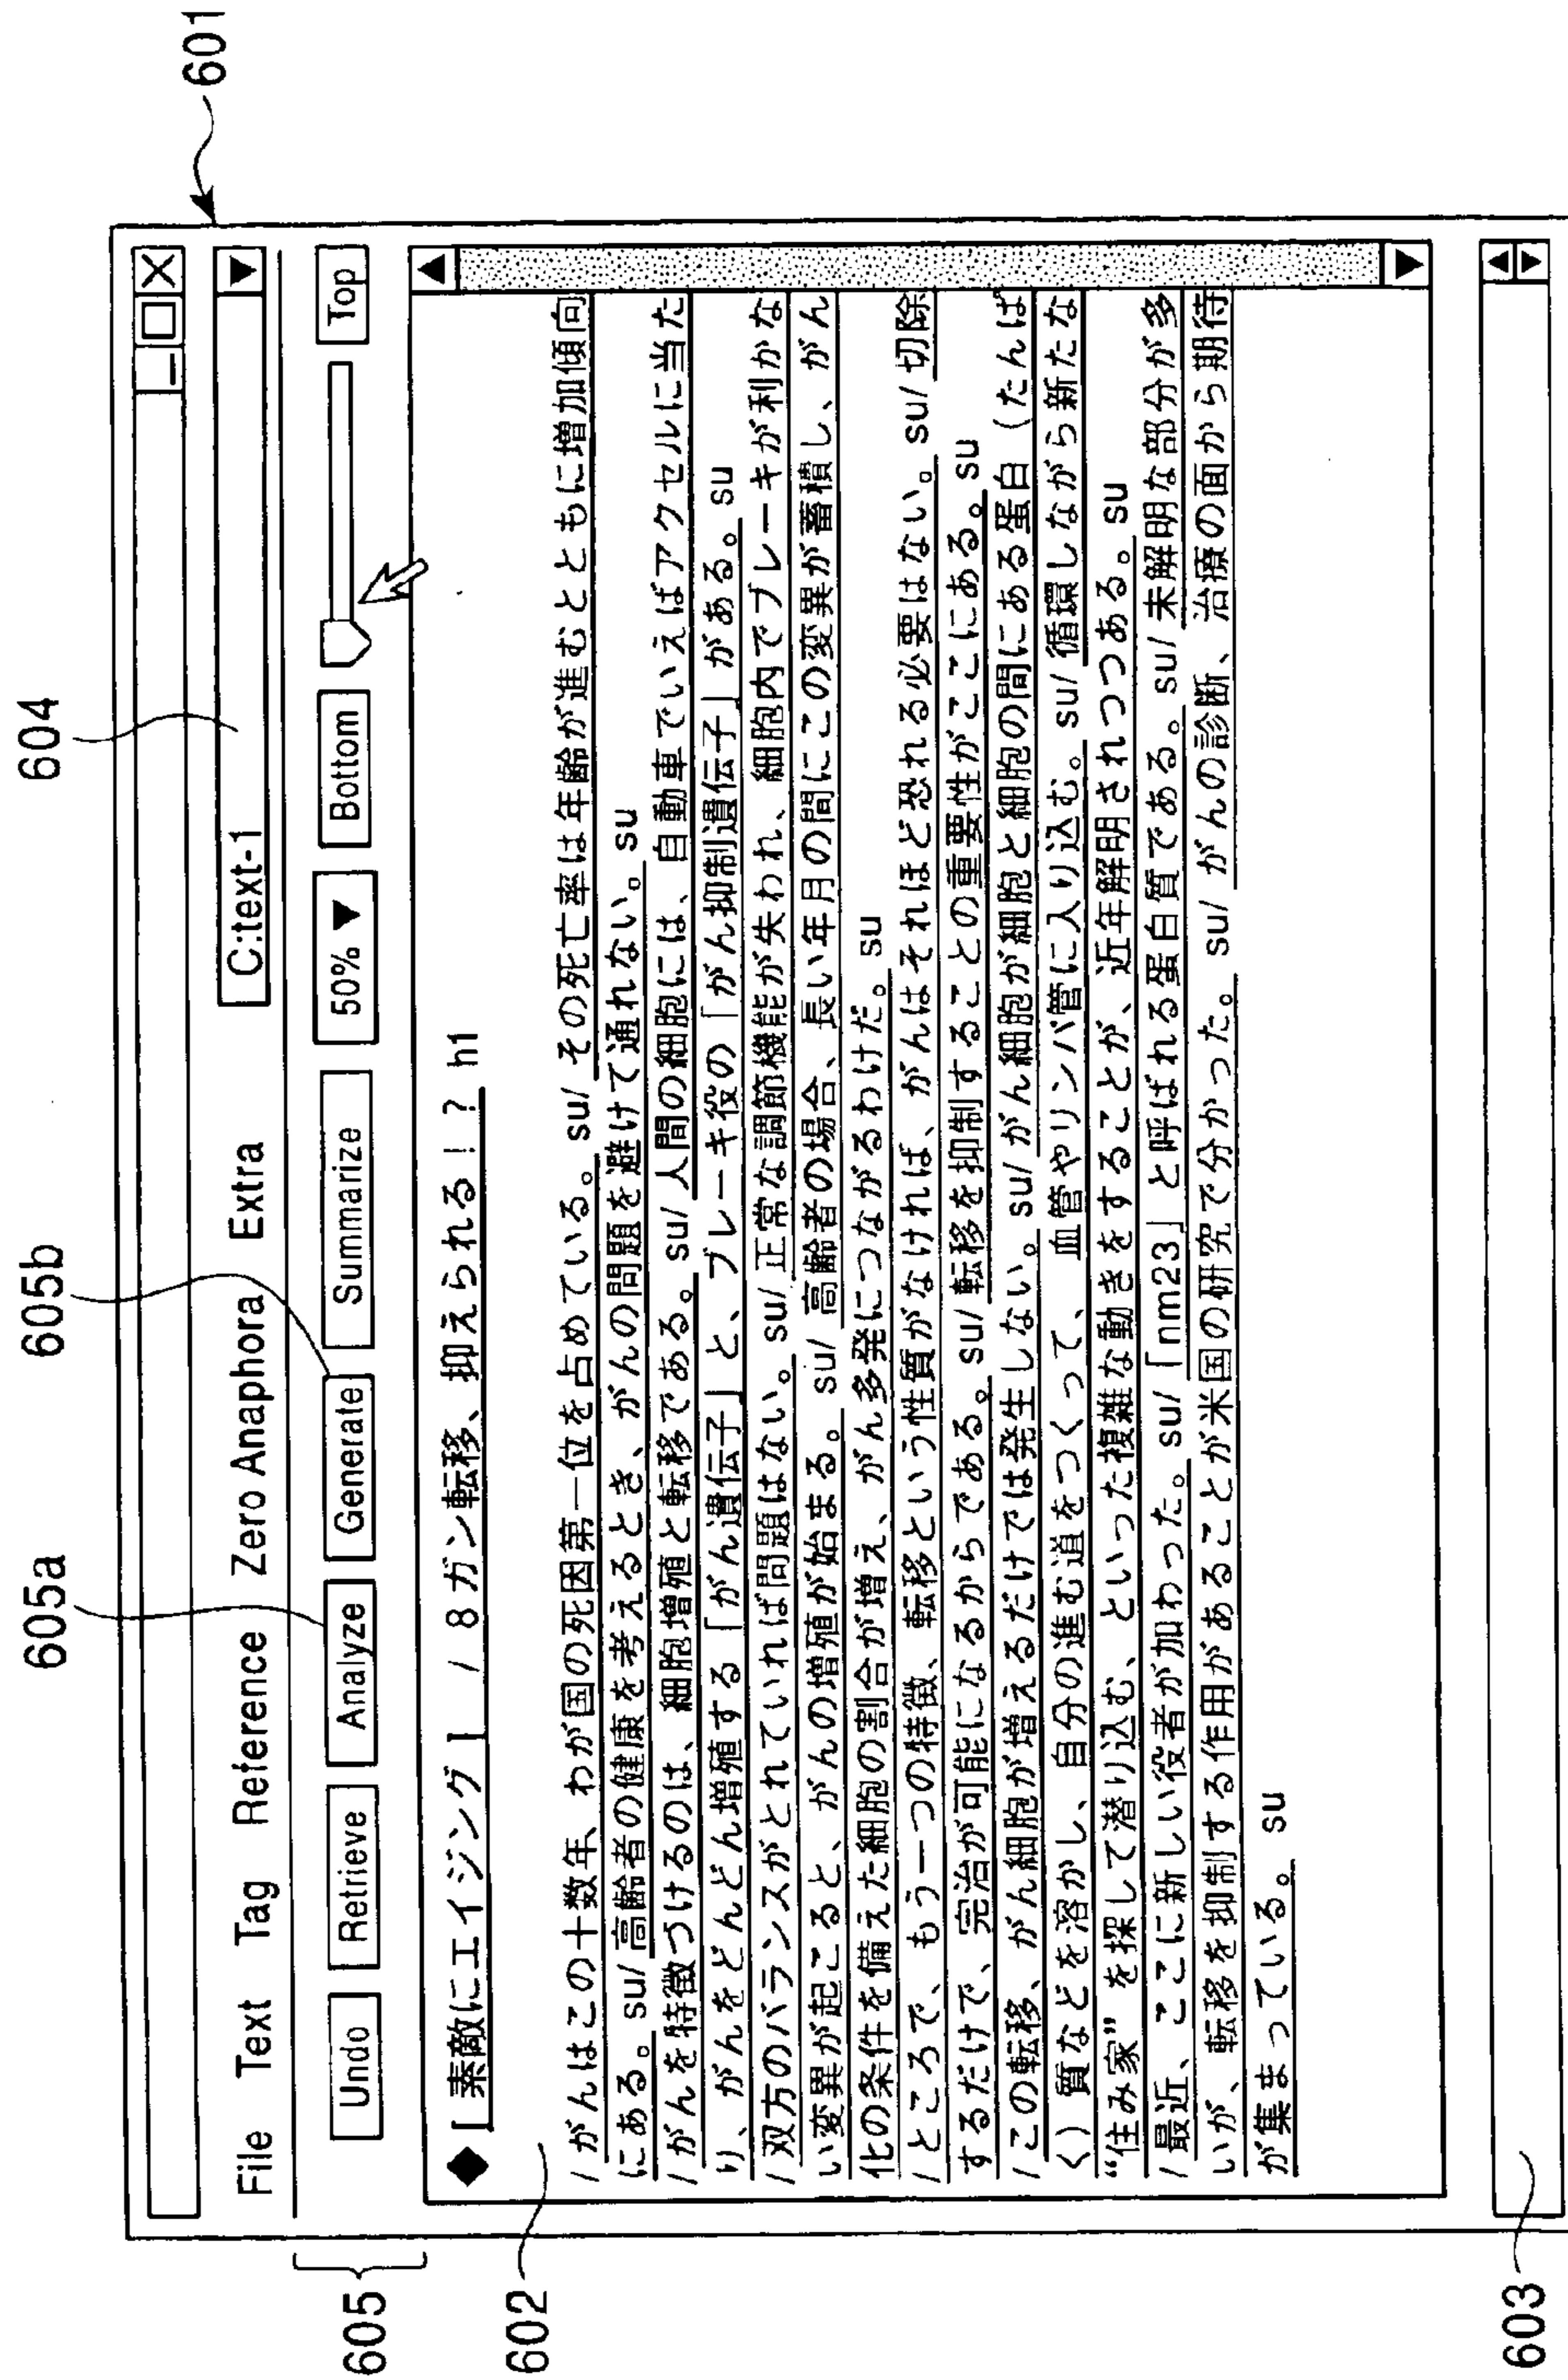 604
605b
605a
601
File Text Tag Reference Zero Anaphora Extra C:text-1
605
Undo Retrieve Analyze Generate Summarize 50% ▼ Bottom Top
602
◆ [素敵にエイジング] / 8ガン転移、抑えられる！？ h1
/がんはこの十数年、わが国の死因第一位を占めている。su/ その死亡率は年齢が進むとともに増加傾向
にある。su/ 高齢者の健康を考えるとき、がんの問題を避けて通れない。su
/がんを特徴づけるのは、細胞増殖と転移である。su/ 人間の細胞には、自動車でいえばアクセルに当た
り、がんをどんどん増殖する「がん遺伝子」と、ブレーキ役の「がん抑制遺伝子」がある。su
/双方のバランスがとれていれば問題はない。su/ 正常な調節機能が失われ、細胞内でブレーキが利かな
い変異が起こると、がんの増殖が始まる。su/ 高齢者の場合、長い年月の間にこの変異が蓄積し、がん
化の条件を備えた細胞の割合が増え、がん多発につながるわけだ。su
/ところで、もう一つの特徴、転移という性質がなければ、がんはそれほど恐れる必要はない。su/ 切除
するだけで、完治が可能になるからである。su/ 転移を抑制することの重要性がここにある。su
/この転移、がん細胞が増えるだけでは発生しない。su/ がん細胞が細胞と細胞の間にある蛋白（たんぱ
く）質などを溶かし、自分の進む道をつくって、血管やリンパ管に入り込む。su/ 循環しながら新たな
“住み家”を探して潜り込む、といった複雑な動きをすることが、近年解明されつつある。su
/最近、ここに新しい役者が加わった。su/「nm23」と呼ばれる蛋白質である。su/ 未解明な部分が多
いが、転移を抑制する作用があることが米国の研究で分かった。su/ がんの診断、治療の面から期待
が集まっている。su
603